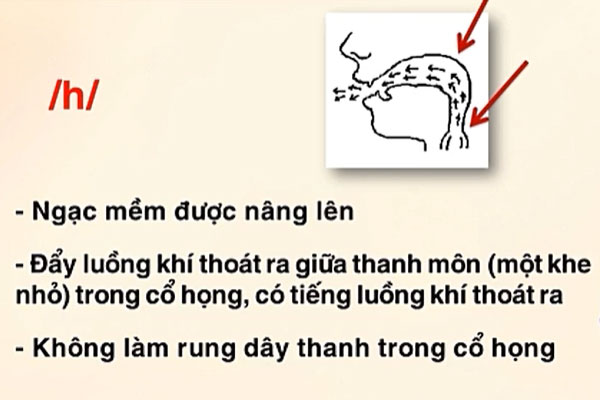 /h/
- Ngạc mềm được nâng lên
- Đẩy luồng khí thoát ra giữa thanh môn (một khe
nhỏ) trong cổ họng, có tiếng luồng khí thoát ra
- Không làm rung dây thanh trong cổ họng